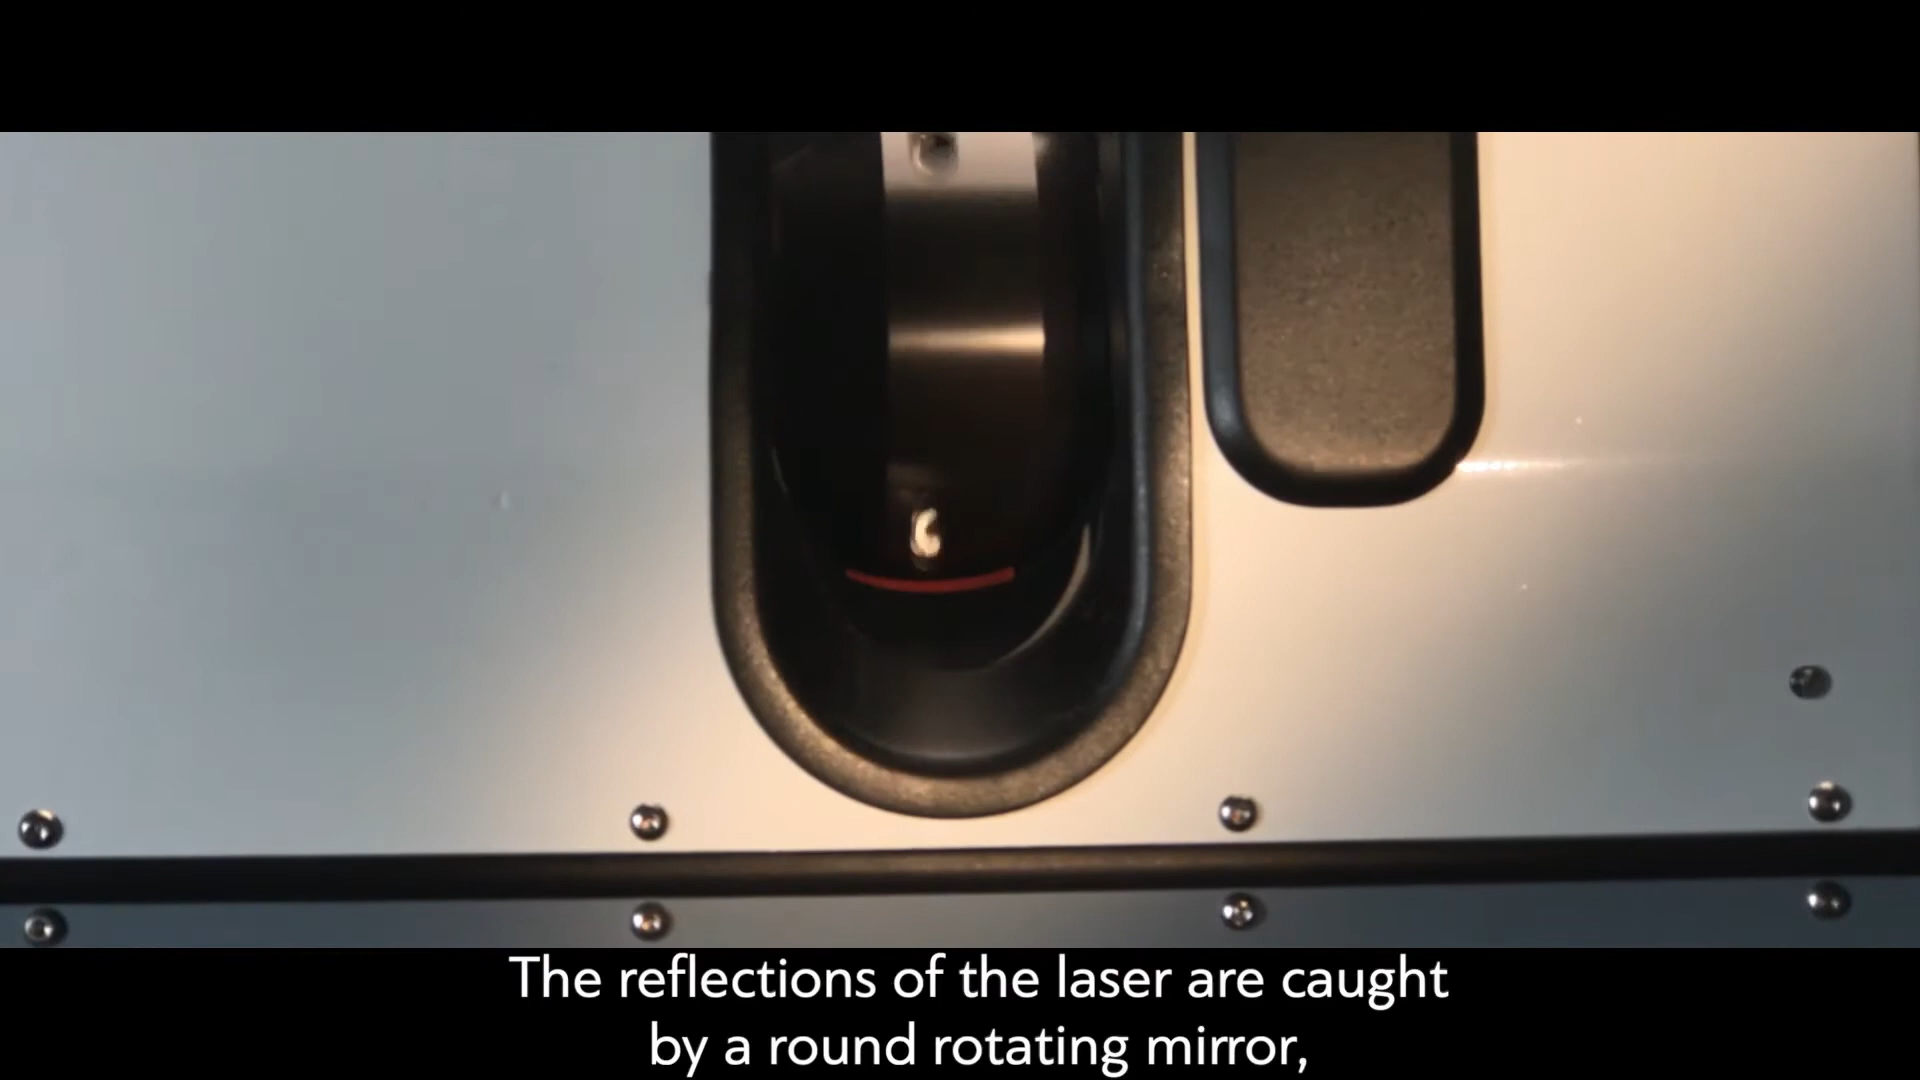 The reflections of the laser are caught
by a round rotating mirror,